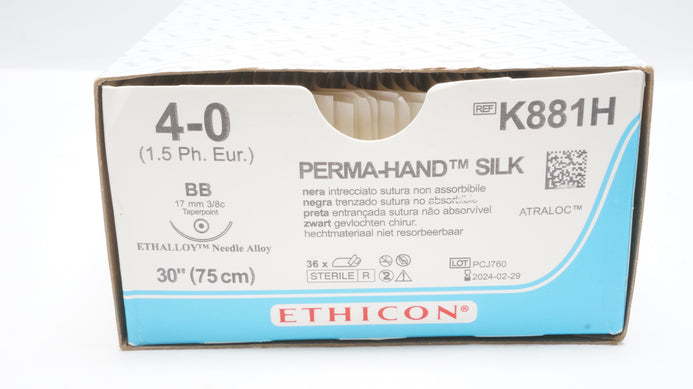 4-0
(1.5 Ph. Eur.)
BB
17 mm 3/8c
Taperpoint
ETHALLOY™ Needle Alloy
30" (75 cm)
REF K881H
PERMA-HAND™ SILK
nera intrecciato sutura non assorbibile
negra trenzado sutura no absorbible
preta entrançada sutura não absorvível
zwart gevlochten chirur.
hechtmateriaal niet resorbeerbaar
ATRALOC™
36 x
STERILE R
2
LOT PCJ760
2024-02-29
ETHICON®